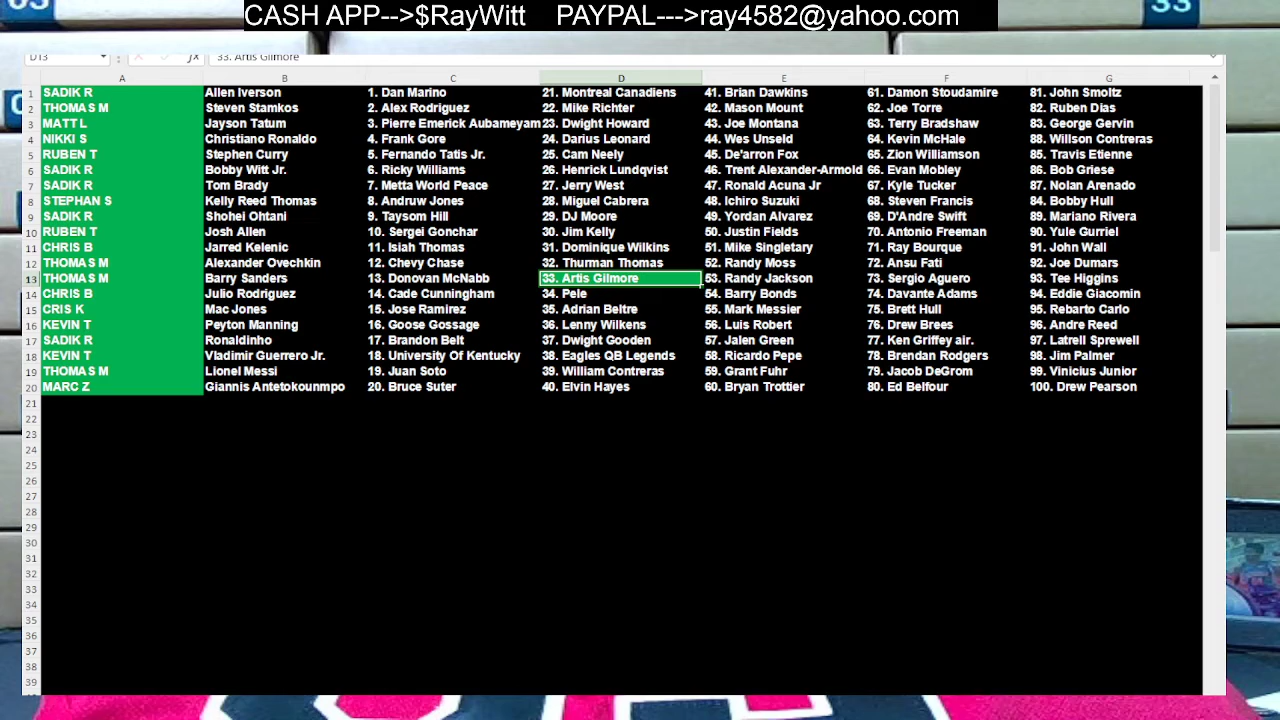 CASH APP-->$RayWitt PAYPAL--->ray4582@yahoo.com
33
D13 fx 33. Artis Gilmore
A B C D E F G
1 SADIK R Allen Iverson 1. Dan Marino 21. Montreal Canadiens 41. Brian Dawkins 61. Damon Stoudamire 81. John Smoltz
2 THOMAS M Steven Stamkos 2. Alex Rodriguez 22. Mike Richter 42. Mason Mount 62. Joe Torre 82. Ruben Dias
3 MATT L Jayson Tatum 3. Pierre Emerick Aubameyam 23. Dwight Howard 43. Joe Montana 63. Terry Bradshaw 83. George Gervin
4 NIKKI S Christiano Ronaldo 4. Frank Gore 24. Darius Leonard 44. Wes Unseld 64. Kevin McHale 88. Willson Contreras
5 RUBEN T Stephen Curry 5. Fernando Tatis Jr. 25. Cam Neely 45. De'arron Fox 65. Zion Williamson 85. Travis Etienne
6 SADIK R Bobby Witt Jr. 6. Ricky Williams 26. Henrick Lundqvist 46. Trent Alexander-Arnold 66. Evan Mobley 86. Bob Griese
7 SADIK R Tom Brady 7. Metta World Peace 27. Jerry West 47. Ronald Acuna Jr 67. Kyle Tucker 87. Nolan Arenado
8 STEPHAN S Kelly Reed Thomas 8. Andruw Jones 28. Miguel Cabrera 48. Ichiro Suzuki 68. Steven Francis 84. Bobby Hull
9 SADIK R Shohei Ohtani 9. Taysom Hill 29. DJ Moore 49. Yordan Alvarez 69. D'Andre Swift 89. Mariano Rivera
10 RUBEN T Josh Allen 10. Sergei Gonchar 30. Jim Kelly 50. Justin Fields 70. Antonio Freeman 90. Yule Gurriel
11 CHRIS B Jarred Kelenic 11. Isiah Thomas 31. Dominique Wilkins 51. Mike Singletary 71. Ray Bourque 91. John Wall
12 THOMAS M Alexander Ovechkin 12. Chevy Chase 32. Thurman Thomas 52. Randy Moss 72. Ansu Fati 92. Joe Dumars
13 THOMAS M Barry Sanders 13. Donovan McNabb 33. Artis Gilmore 53. Randy Jackson 73. Sergio Aguero 93. Tee Higgins
14 CHRIS B Julio Rodriguez 14. Cade Cunningham 34. Pele 54. Barry Bonds 74. Davante Adams 94. Eddie Giacomin
15 CRIS K Mac Jones 15. Jose Ramirez 35. Adrian Beltre 55. Mark Messier 75. Brett Hull 95. Rebarto Carlo
16 KEVIN T Peyton Manning 16. Goose Gossage 36. Lenny Wilkens 56. Luis Robert 76. Drew Brees 96. Andre Reed
17 SADIK R Ronaldinho 17. Brandon Belt 37. Dwight Gooden 57. Jalen Green 77. Ken Griffey air. 97. Latrell Sprewell
18 KEVIN T Vladimir Guerrero Jr. 18. University Of Kentucky 38. Eagles QB Legends 58. Ricardo Pepe 78. Brendan Rodgers 98. Jim Palmer
19 THOMAS M Lionel Messi 19. Juan Soto 39. William Contreras 59. Grant Fuhr 79. Jacob DeGrom 99. Vinicius Junior
20 MARC Z Giannis Antetokounmpo 20. Bruce Suter 40. Elvin Hayes 60. Bryan Trottier 80. Ed Belfour 100. Drew Pearson
21
22
23
24
25
26
27
28
29
30
31
32
33
34
35
36
37
38
39